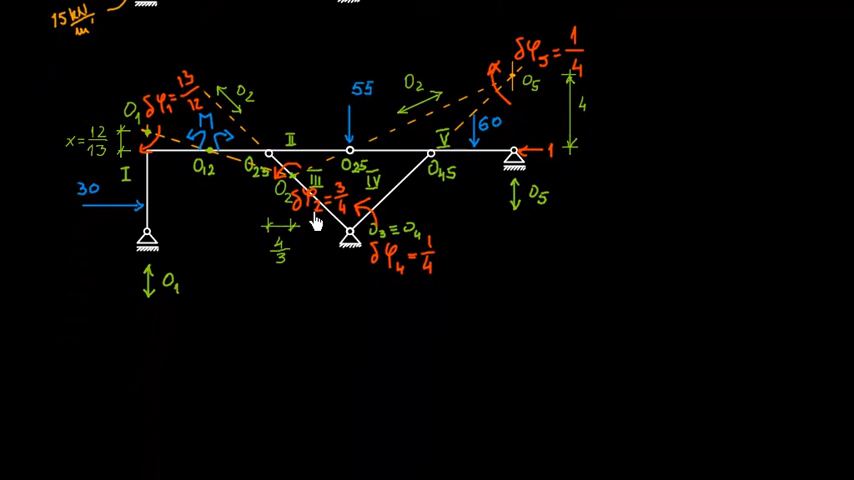 15 kN/m'
δφ₅ = 1/4
O₅
4
55
O₂
O₂
δφ₁ = 13/12
O₁
x = 12/13
M
60
II
V
1
I
O₁₂
O₂₃
O₂₅
O₄₅
III
IV
O₂
δφ₂ = 3/4
30
O₅
4/3
O₃ ≡ O₄
δφ₄ = 1/4
O₁